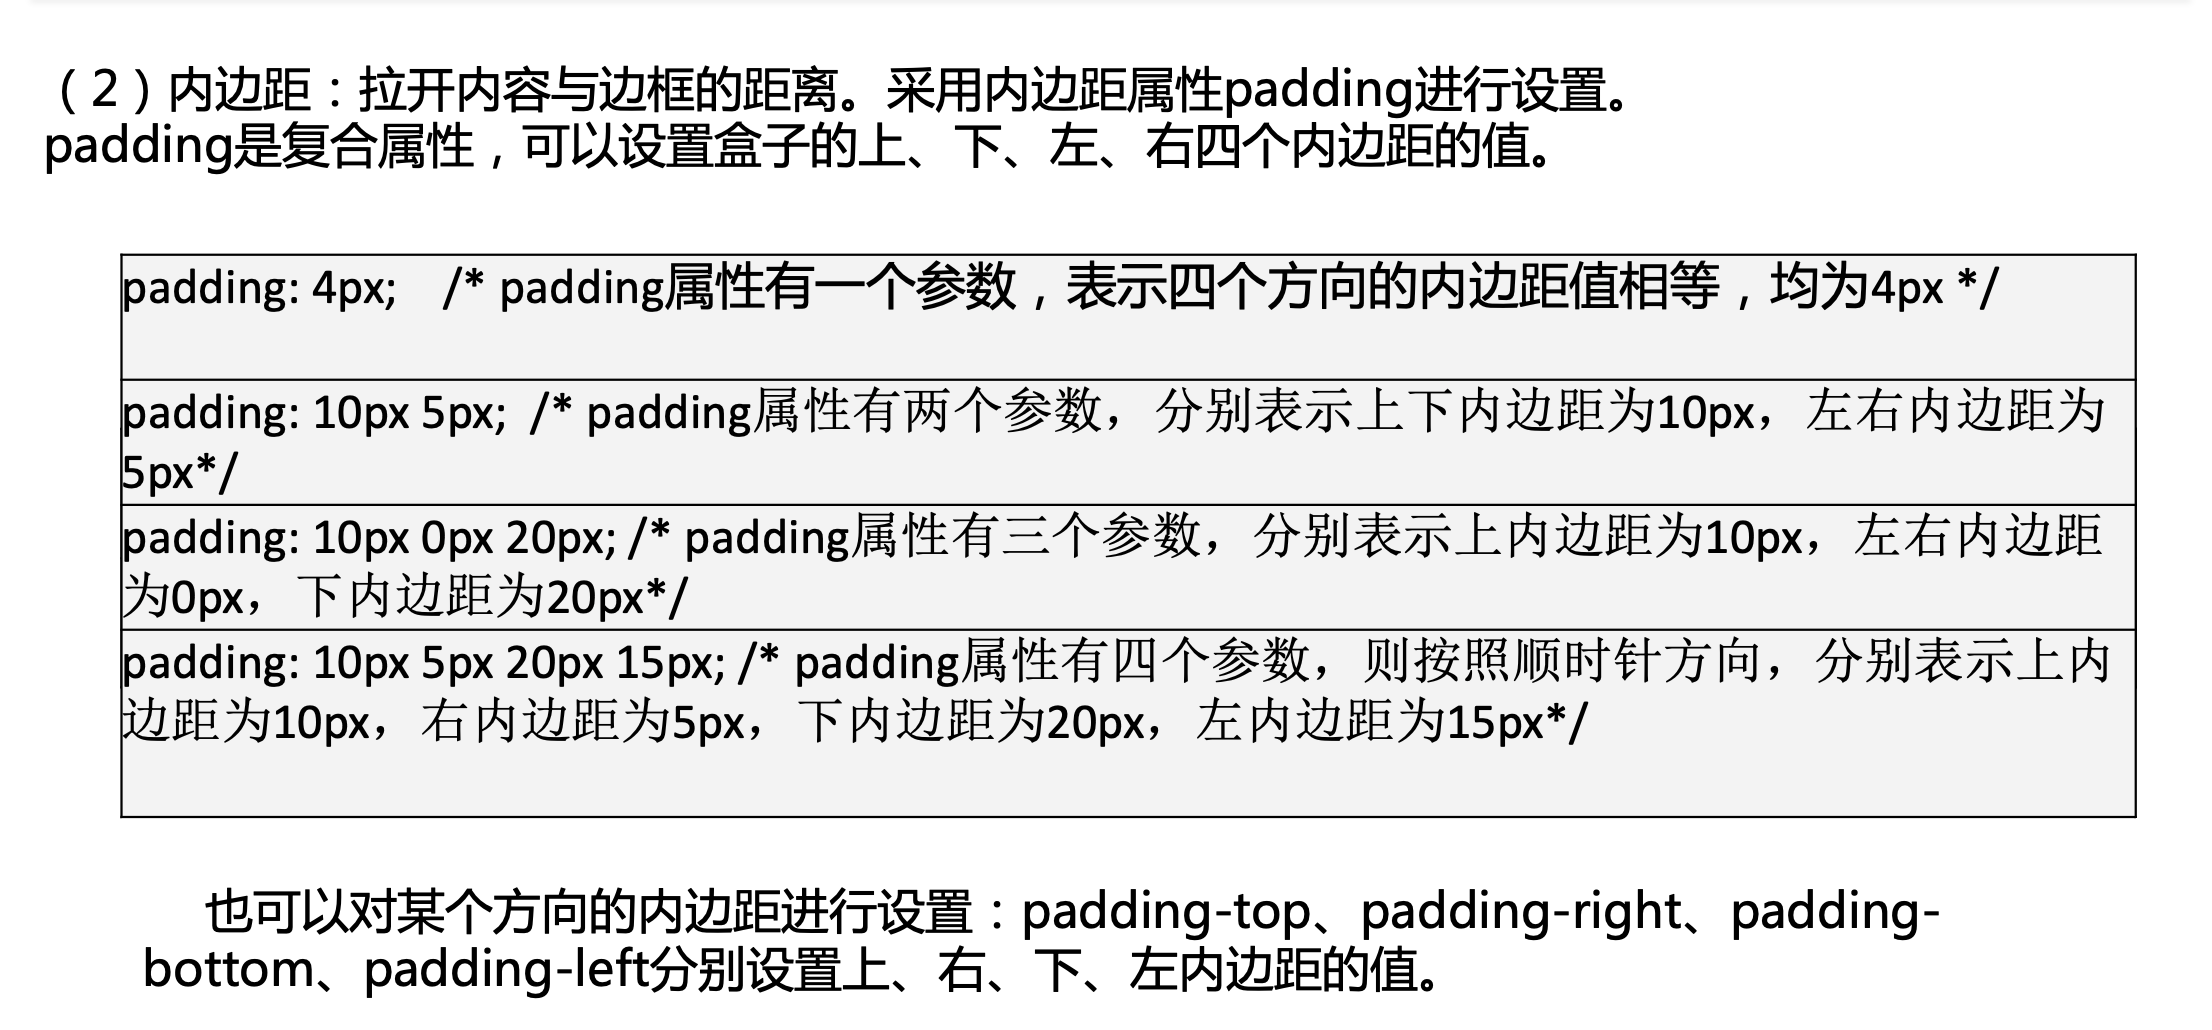 （2）内边距：拉开内容与边框的距离。采用内边距属性padding进行设置。
padding是复合属性，可以设置盒子的上、下、左、右四个内边距的值。
padding: 4px;    /* padding属性有一个参数，表示四个方向的内边距值相等，均为4px */
padding: 10px 5px;  /* padding属性有两个参数，分别表示上下内边距为10px，左右内边距为
5px*/
padding: 10px 0px 20px; /* padding属性有三个参数，分别表示上内边距为10px，左右内边距
为0px，下内边距为20px*/
padding: 10px 5px 20px 15px; /* padding属性有四个参数，则按照顺时针方向，分别表示上内
边距为10px，右内边距为5px，下内边距为20px，左内边距为15px*/
也可以对某个方向的内边距进行设置：padding-top、padding-right、padding-
bottom、padding-left分别设置上、右、下、左内边距的值。